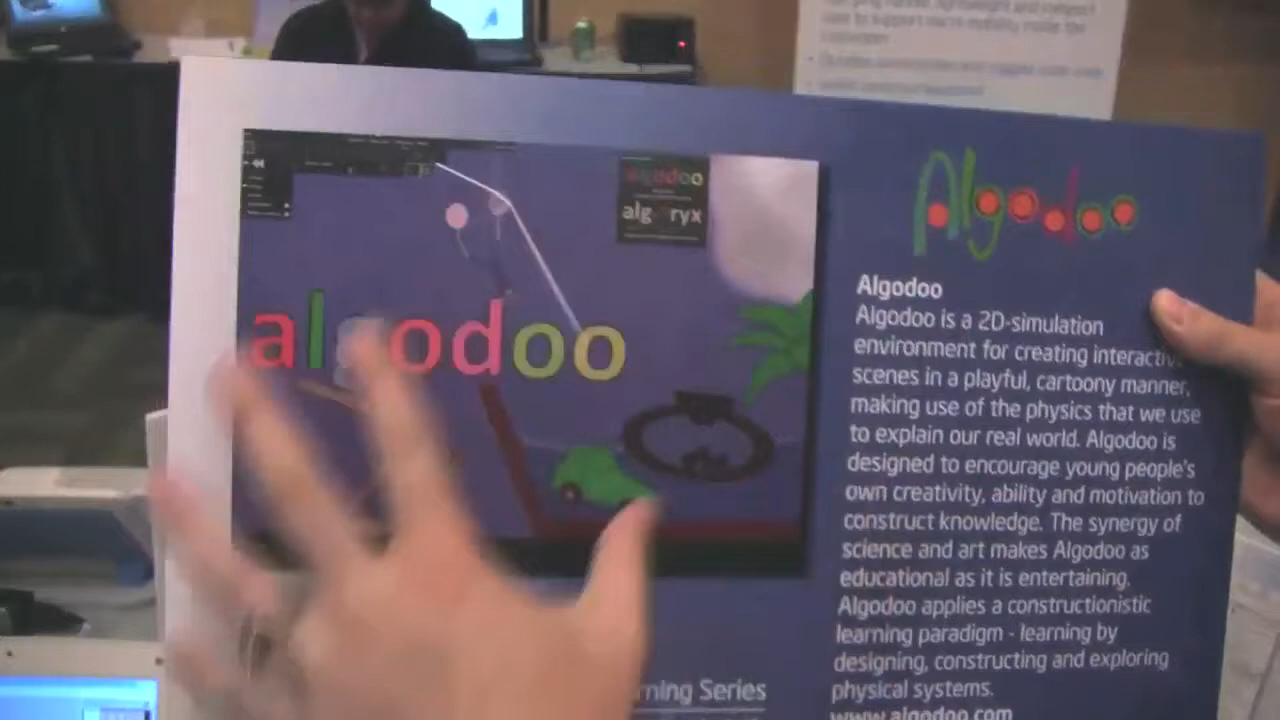 algodoo
alg ryx
algodoo
Algodoo
Algodoo
Algodoo is a 2D-simulation
environment for creating interactive
scenes in a playful, cartoony manner,
making use of the physics that we use
to explain our real world. Algodoo is
designed to encourage young people's
own creativity, ability and motivation to
construct knowledge. The synergy of
science and art makes Algodoo as
educational as it is entertaining.
Algodoo applies a constructionistic
learning paradigm - learning by
designing, constructing and exploring
physical systems.
www.algodoo.com
Series